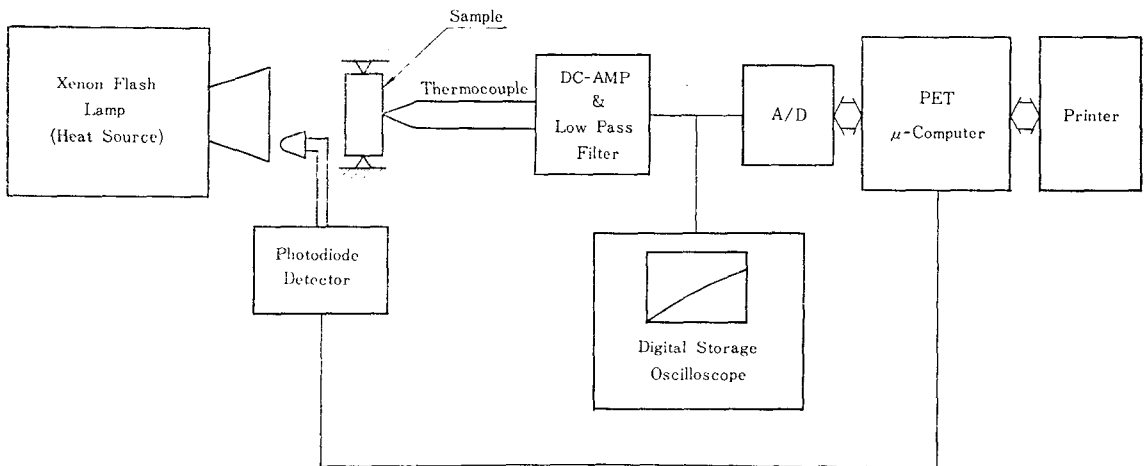 Sample
Xenon Flash
Lamp
(Heat Source)
Thermocouple
DC-AMP
&
Low Pass
Filter
A/D
PET
μ-Computer
Printer
Photodiode
Detector
Digital Storage
Oscilloscope